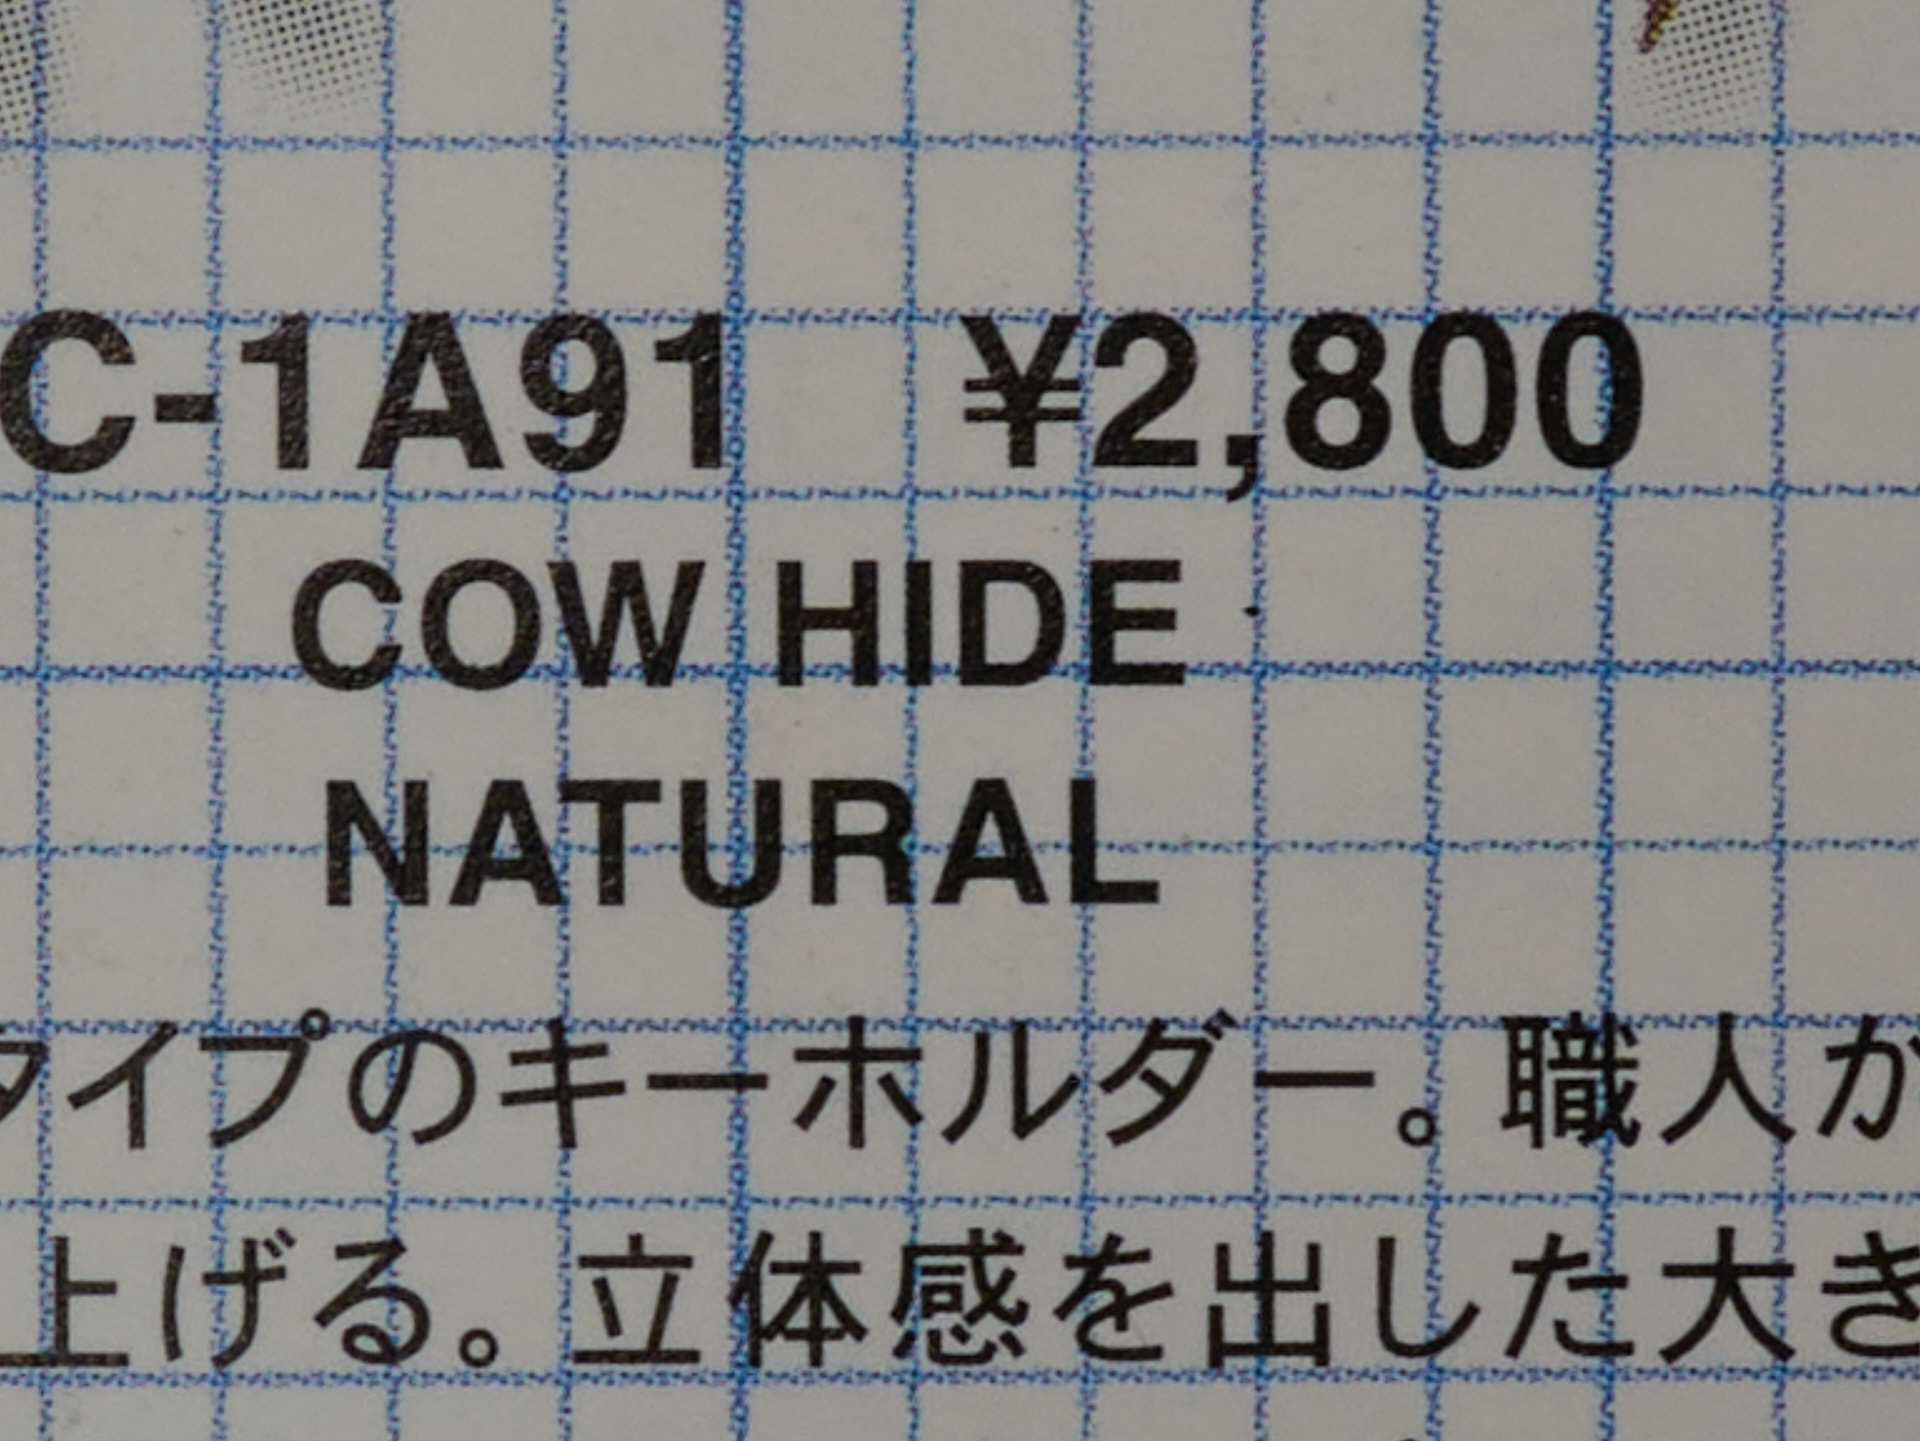 C-1A91 ¥2,800
COW HIDE
NATURAL
タイプのキーホルダー。職人が
上げる。立体感を出した大き